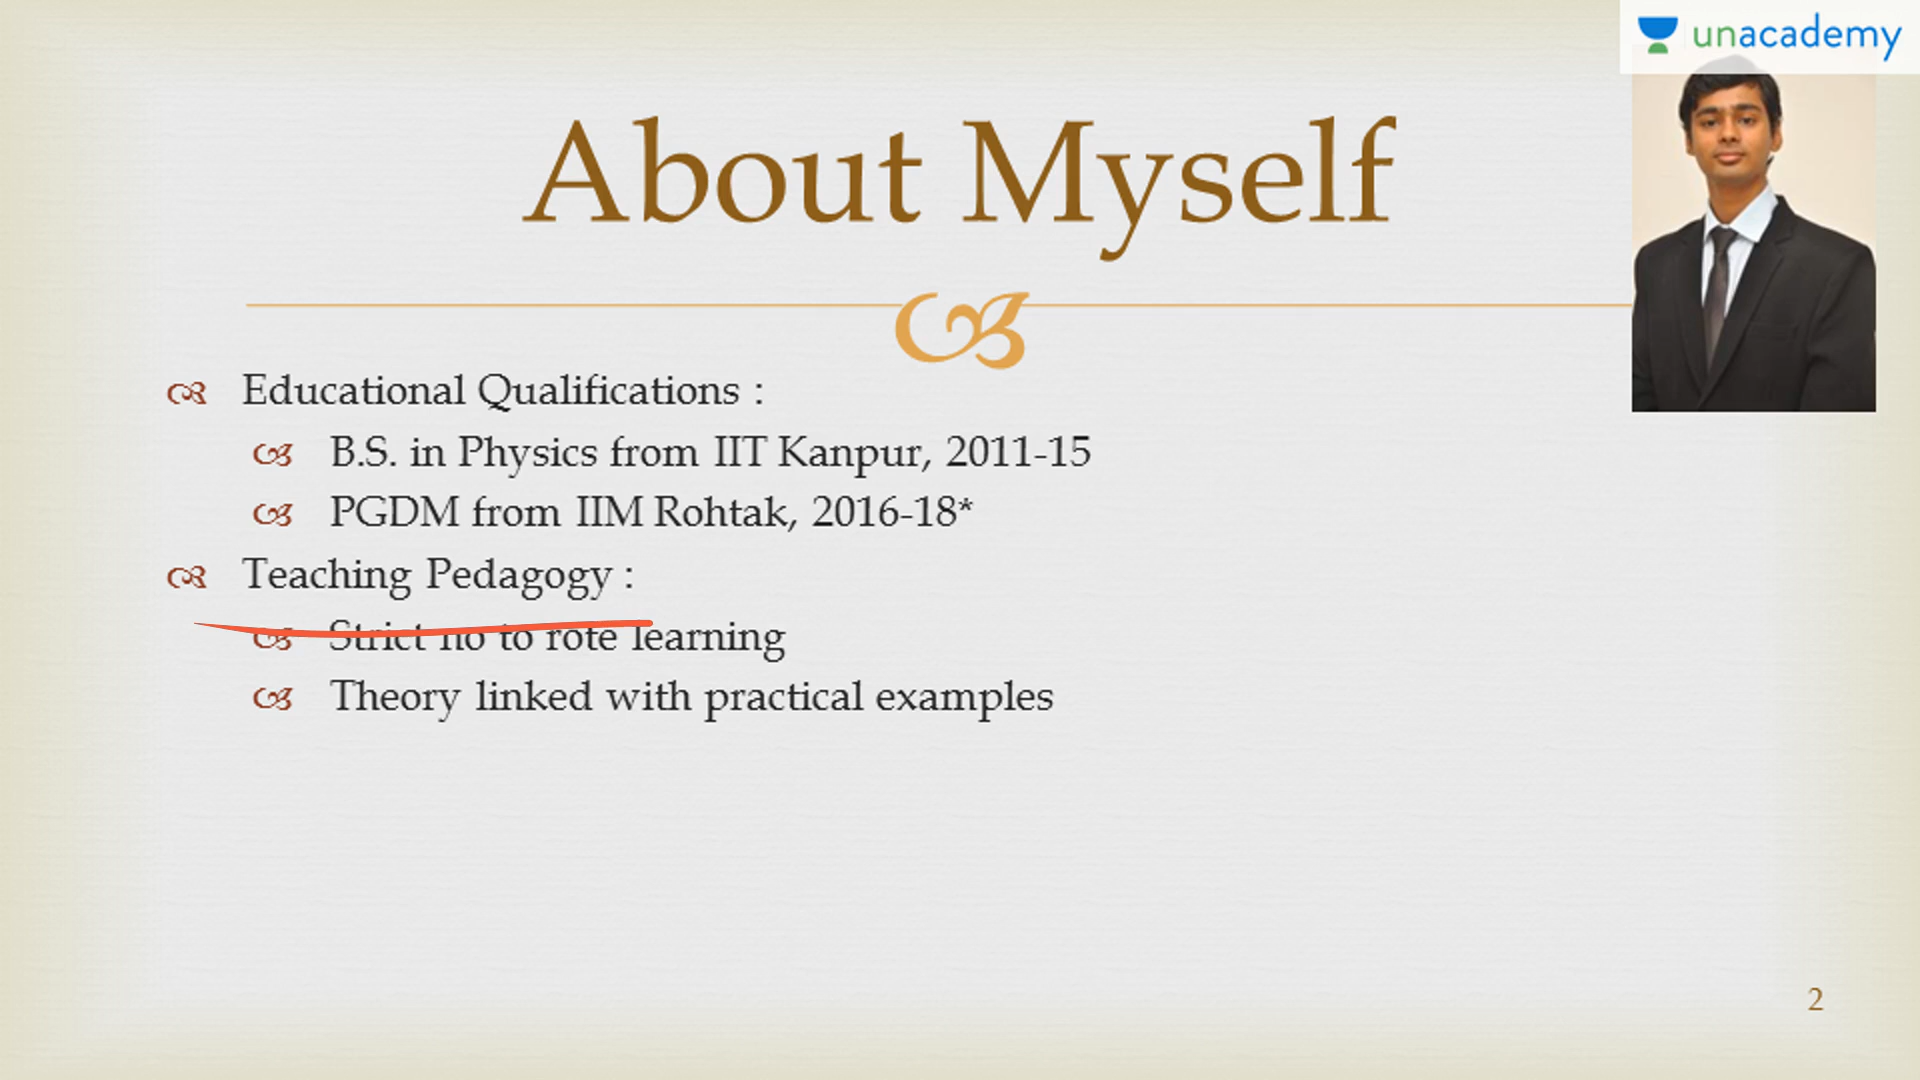 unacademy
About Myself
Educational Qualifications :
B.S. in Physics from IIT Kanpur, 2011-15
PGDM from IIM Rohtak, 2016-18*
Teaching Pedagogy :
Strict no to rote learning
Theory linked with practical examples
2